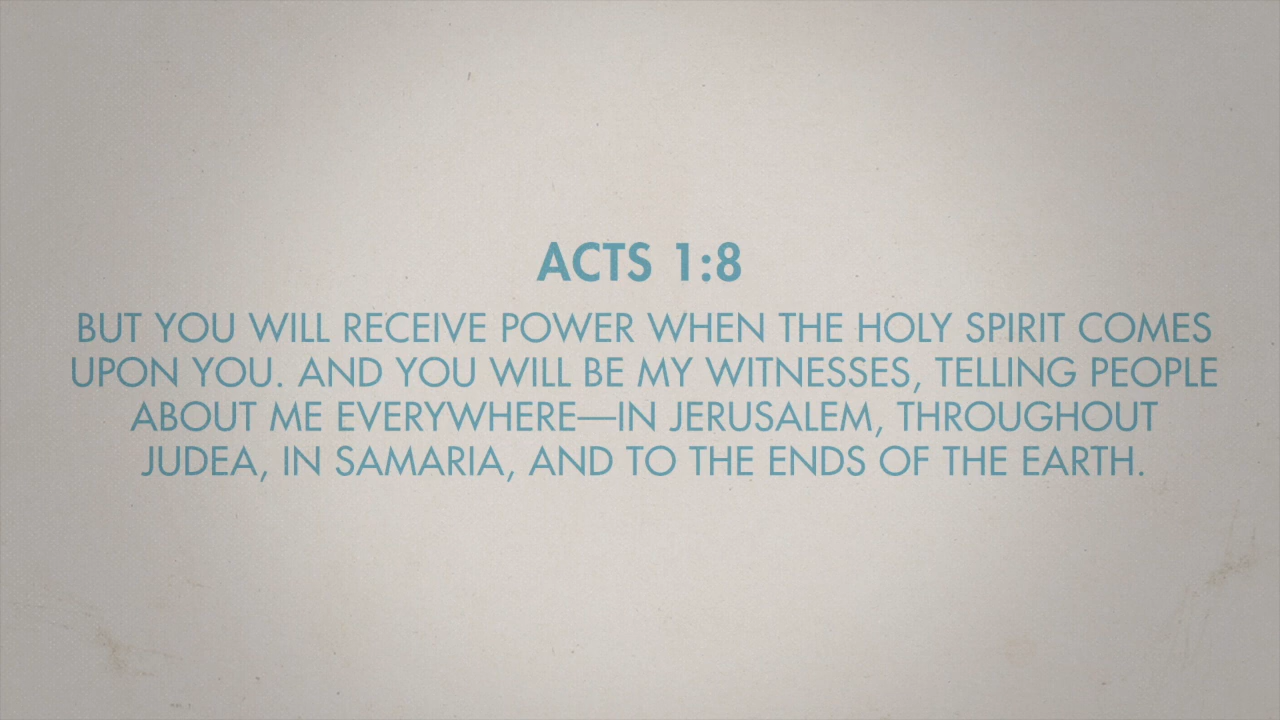 ACTS 1:8
BUT YOU WILL RECEIVE POWER WHEN THE HOLY SPIRIT COMES
UPON YOU. AND YOU WILL BE MY WITNESSES, TELLING PEOPLE
ABOUT ME EVERYWHERE—IN JERUSALEM, THROUGHOUT
JUDEA, IN SAMARIA, AND TO THE ENDS OF THE EARTH.